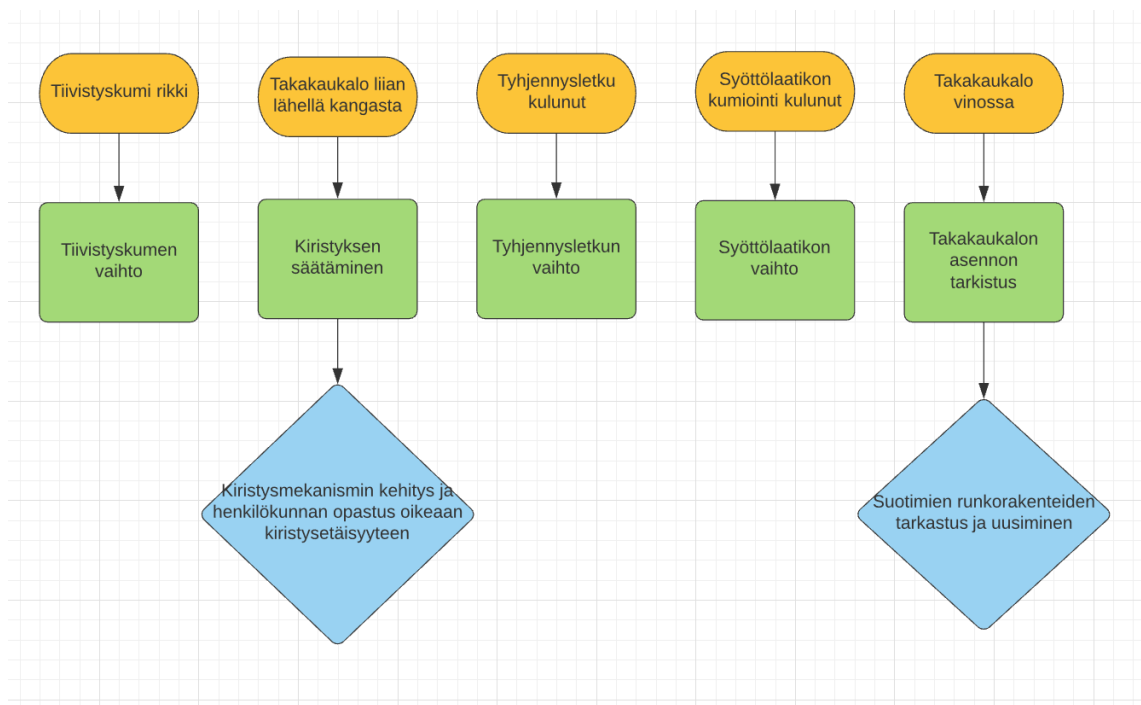 Tiivistyskumi rikki
Takakaukalo liian
lähellä kangasta
Tyhjennysletku
kulunut
Syöttölaatikon
kumiointi kulunut
Takakaukalo
vinossa
Tiivistyskumen
vaihto
Kiristyksen
säätäminen
Tyhjennysletkun
vaihto
Syöttölaatikon
vaihto
Takakaukalon
asennon
tarkistus
Kiristysmekanismin kehitys ja
henkilökunnan opastus oikeaan
kiristysetäisyyteen
Suotimien runkorakenteiden
tarkastus ja uusiminen